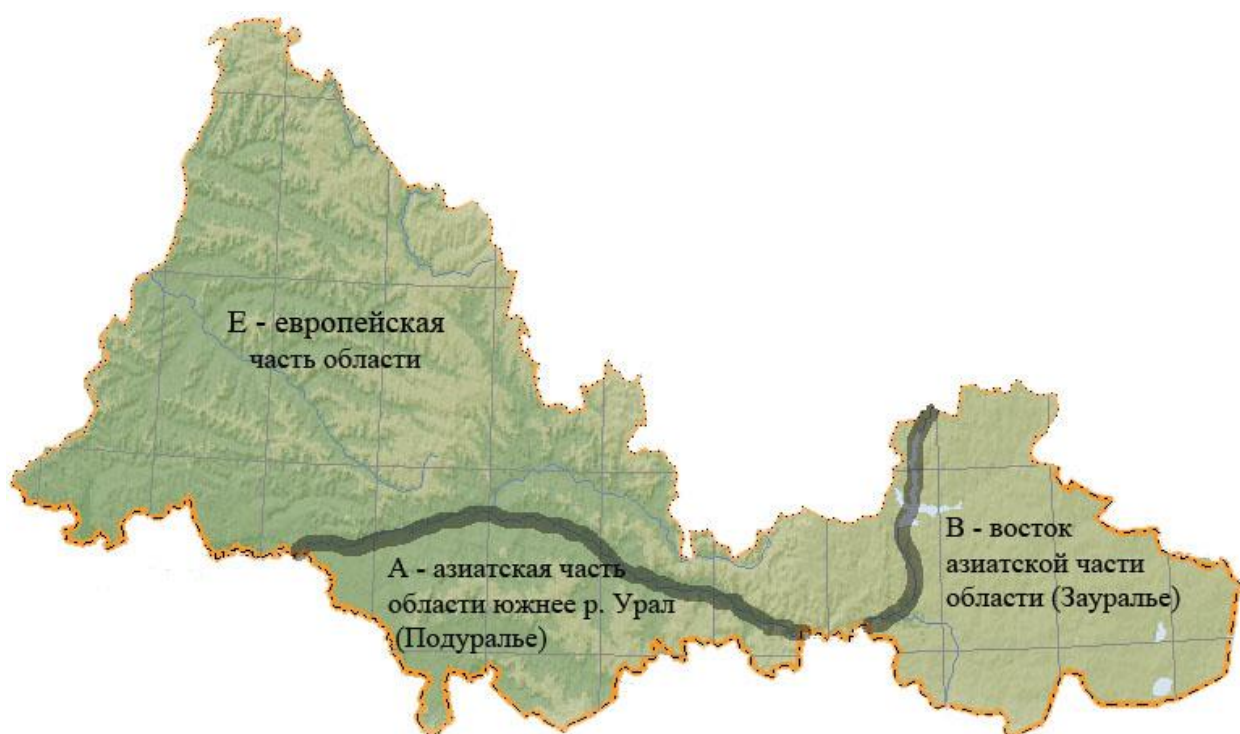 Е - европейская
часть области
А - азиатская часть
области южнее р. Урал
(Подуралье)
В - восток
азиатской части
области (Зауралье)